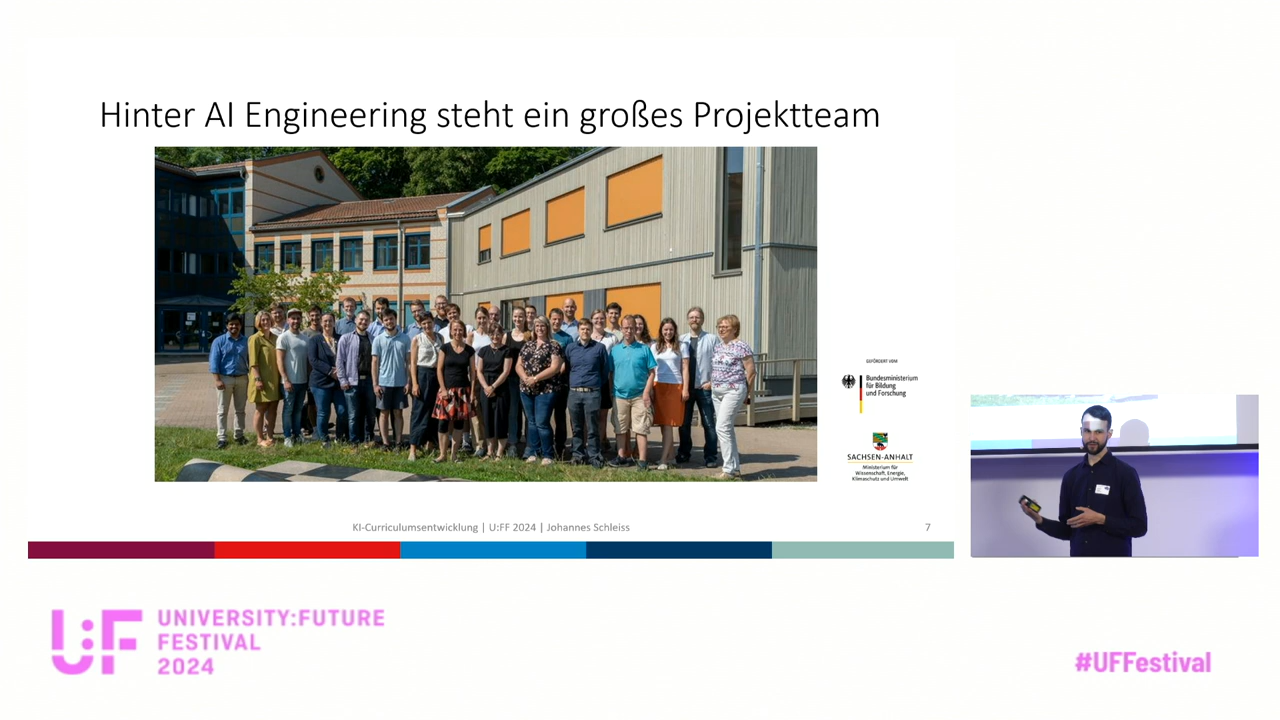 Hinter AI Engineering steht ein großes Projektteam
GEFÖRDERT VOM
Bundesministerium
für Bildung
und Forschung
SACHSEN-ANHALT
Ministerium für
Wissenschaft, Energie,
Klimaschutz und Umwelt
KI-Curriculumsentwicklung | U:FF 2024 | Johannes Schleiss
7
U:F
UNIVERSITY:FUTURE
FESTIVAL
2024
#UFFestival